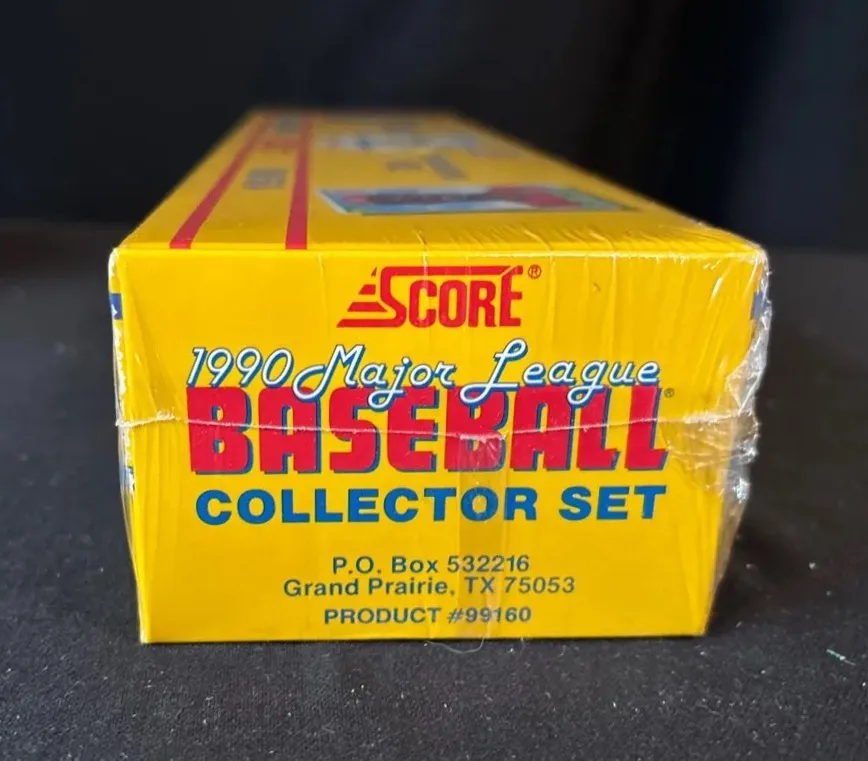 SCORE®
1990 Major League
BASEBALL®
COLLECTOR SET
P.O. Box 532216
Grand Prairie, TX 75053
PRODUCT #99160